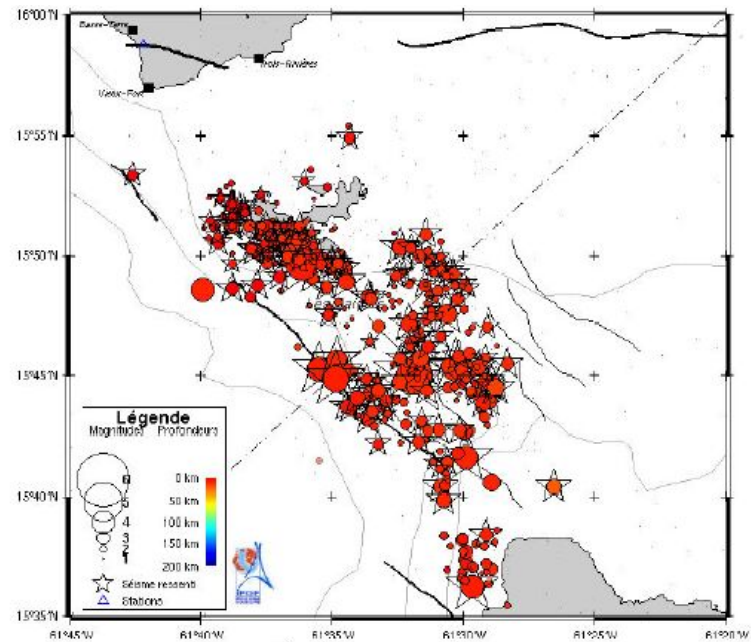 16°00'N
Basse-Terre
Trois-Rivières
Vieux-Fort
15°55'N
15°50'N
15°45'N
Légende
Magnitudes Profondeurs
6
5
4
3
2
1
0 km
50 km
100 km
150 km
200 km
Séisme ressenti
Stations
IPGP
15°40'N
15°35'N
61°45'W 61°40'W 61°35'W 61°30'W 61°25'W 61°20'W